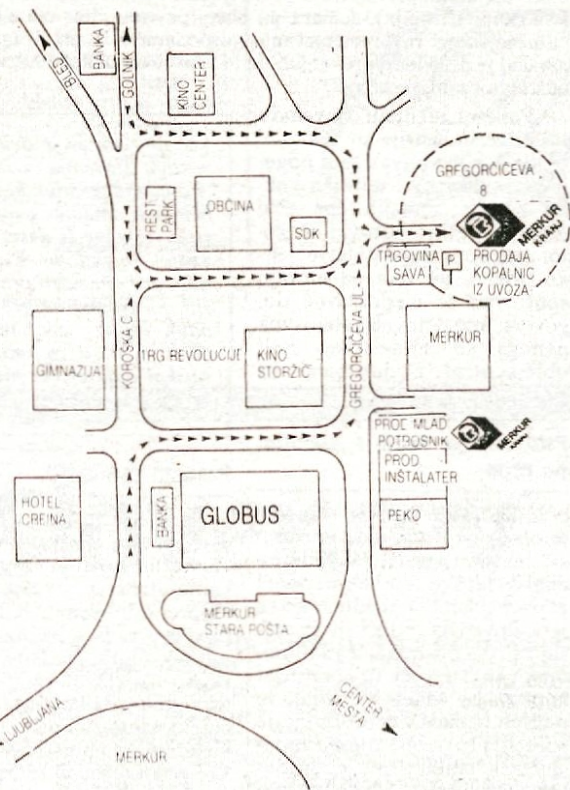 BLED
BANKA
GOLNIK
KINO
CENTER
GRFGORČIČEVA
8
REST.
PARK
OBČINA
SDK
MERKUR
KRANJ
TRGOVINA
SAVA
P
PRODAJA
KOPALNIC
IZ UVOZA
KOROŠKA C.
GREGORČIČEVA UL.
GIMNAZIJA
TRG REVOLUCIJE
KINO
STORŽIČ
MERKUR
PROD MLAD
POTROŠNIK
MERKUR
KRANJ
PROD.
INŠTALATER
HOTEL
CREINA
BANKA
GLOBUS
PEKO
MERKUR
STARA POŠTA
LJUBLJANA
CENTER
MESTA
MERKUR